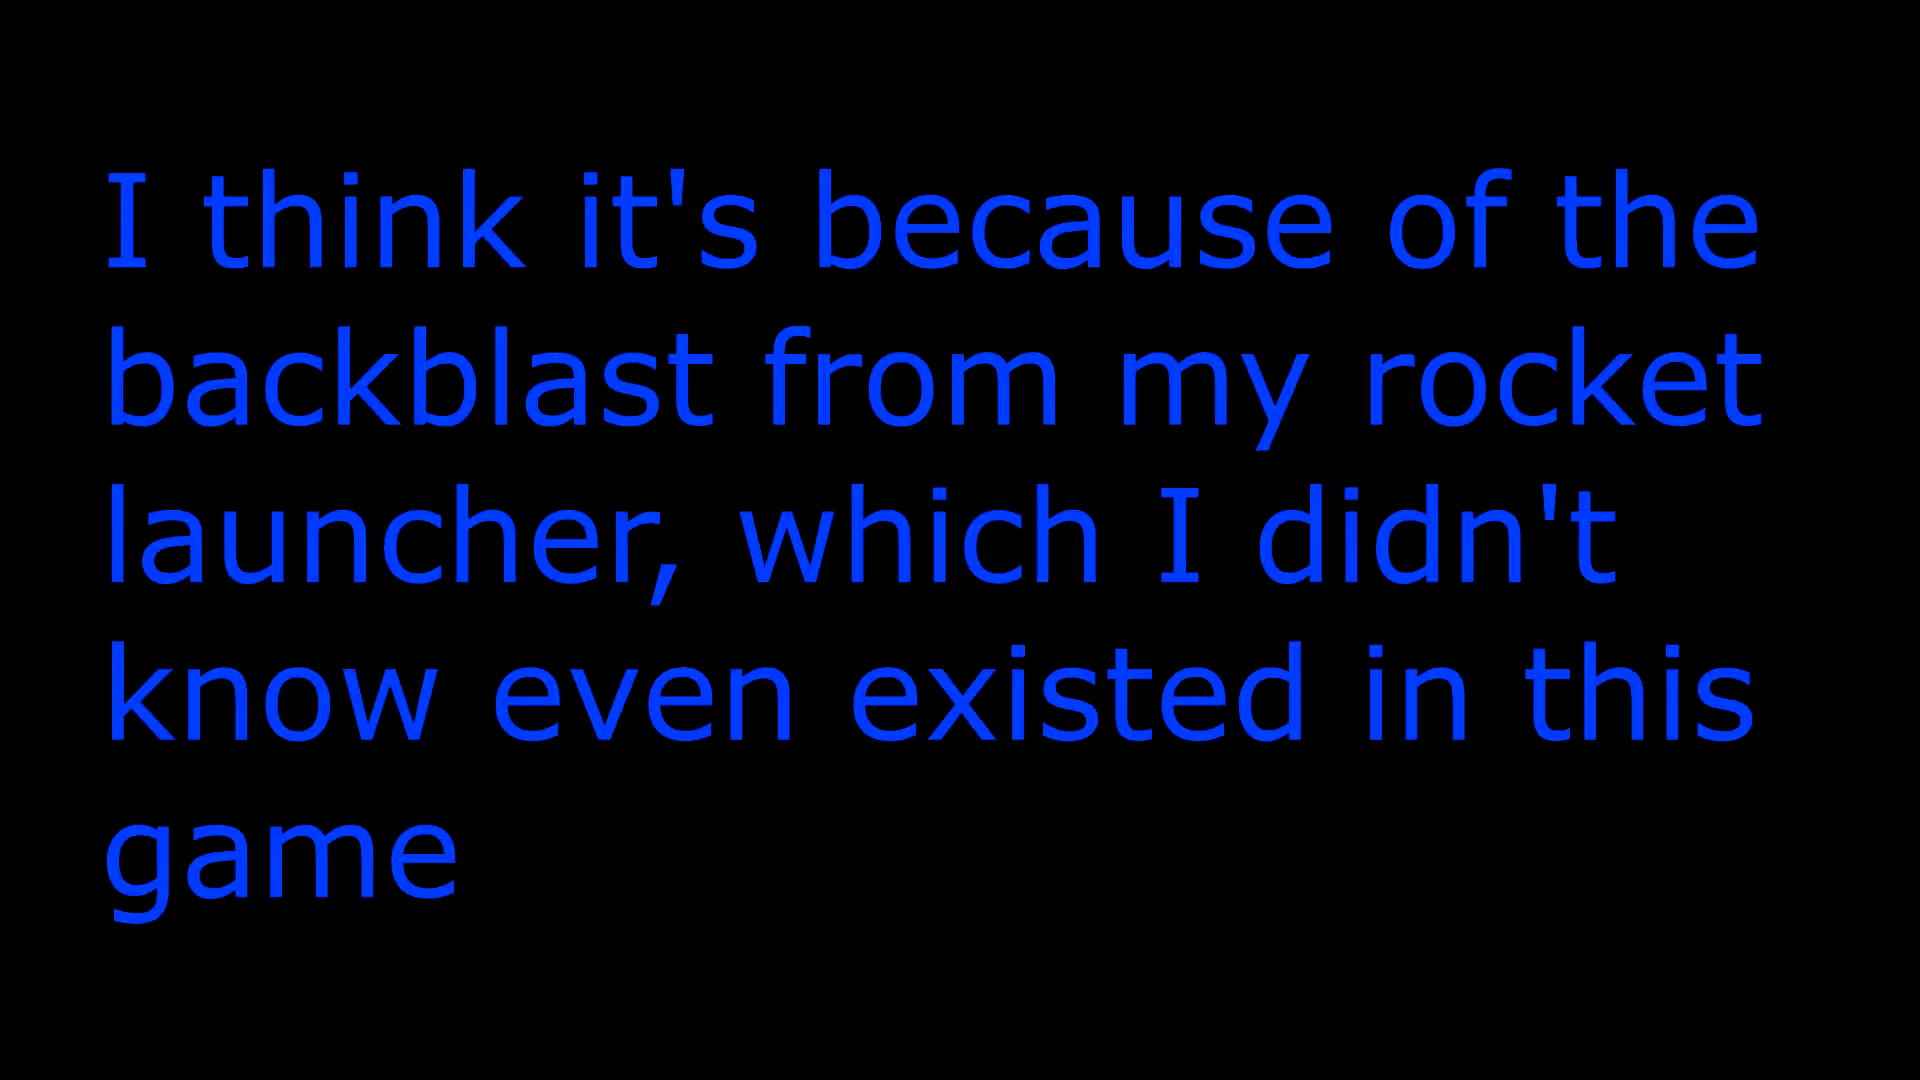 I think it's because of the
backblast from my rocket
launcher, which I didn't
know even existed in this
game